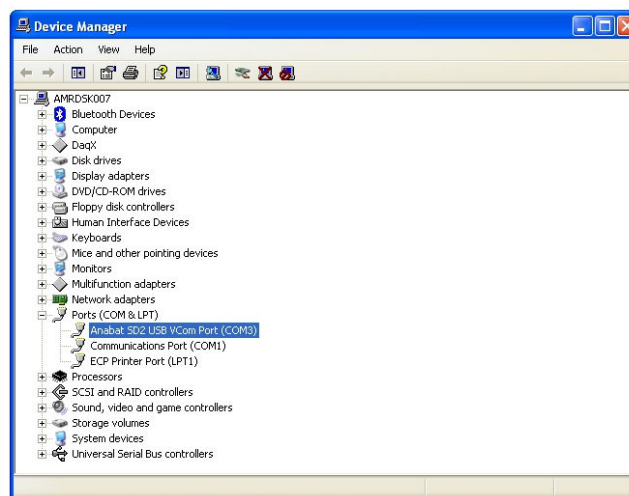 Device Manager
File Action View Help
AMRDSK007
Bluetooth Devices
Computer
DaqX
Disk drives
Display adapters
DVD/CD-ROM drives
Floppy disk controllers
Human Interface Devices
Keyboards
Mice and other pointing devices
Monitors
Multifunction adapters
Network adapters
Ports (COM & LPT)
Anabat SD2 USB VCom Port (COM3)
Communications Port (COM1)
ECP Printer Port (LPT1)
Processors
SCSI and RAID controllers
Sound, video and game controllers
Storage volumes
System devices
Universal Serial Bus controllers